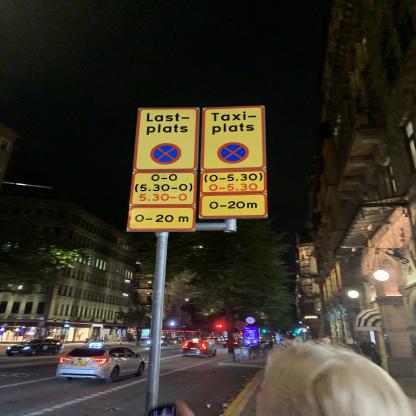 Last-
plats
0-0
(5.30-0)
5.30-0
0-20 m
Taxi-
plats
(0-5.30)
0-5.30
0-20m